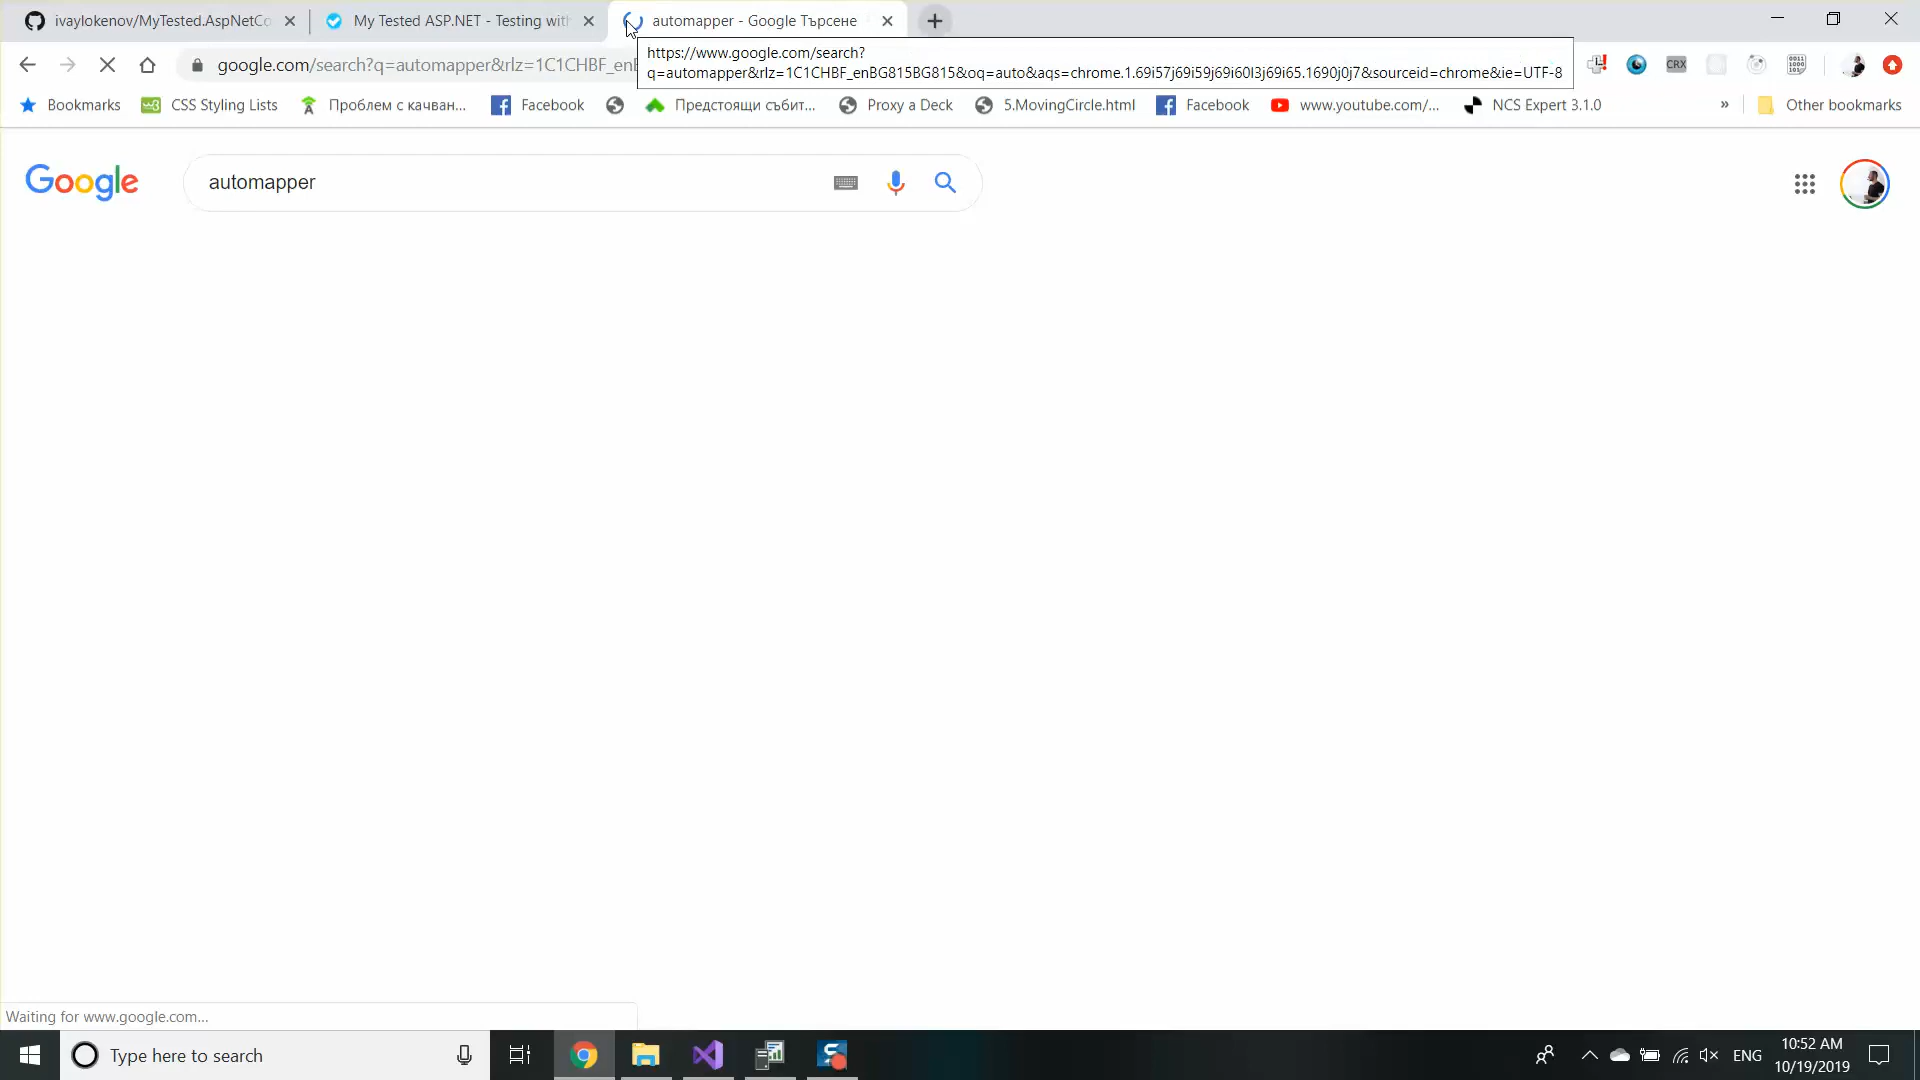 ivaylokenov/MyTested.AspNetCo
My Tested ASP.NET - Testing with
automapper - Google Търсене
google.com/search?q=automapper&rlz=1C1CHBF_enB
https://www.google.com/search?
q=automapper&rlz=1C1CHBF_enBG815BG815&oq=auto&aqs=chrome.1.69i57j69i59j69i60l3j69i65.1690j0j7&sourceid=chrome&ie=UTF-8
CRX
Bookmarks
CSS Styling Lists
Проблем с качван...
Facebook
Предстоящи събит...
Proxy a Deck
5.MovingCircle.html
Facebook
www.youtube.com/...
NCS Expert 3.1.0
»
Other bookmarks
Google
automapper
Waiting for www.google.com...
Type here to search
ENG
10:52 AM
10/19/2019